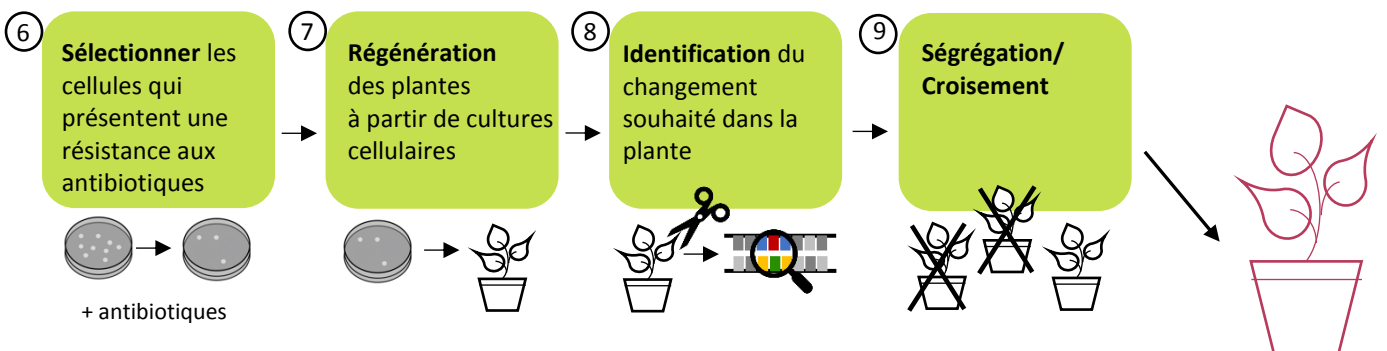 6
Sélectionner les
cellules qui
présentent une
résistance aux
antibiotiques
+ antibiotiques
7
Régénération
des plantes
à partir de cultures
cellulaires
8
Identification du
changement
souhaité dans la
plante
9
Ségrégation/
Croisement